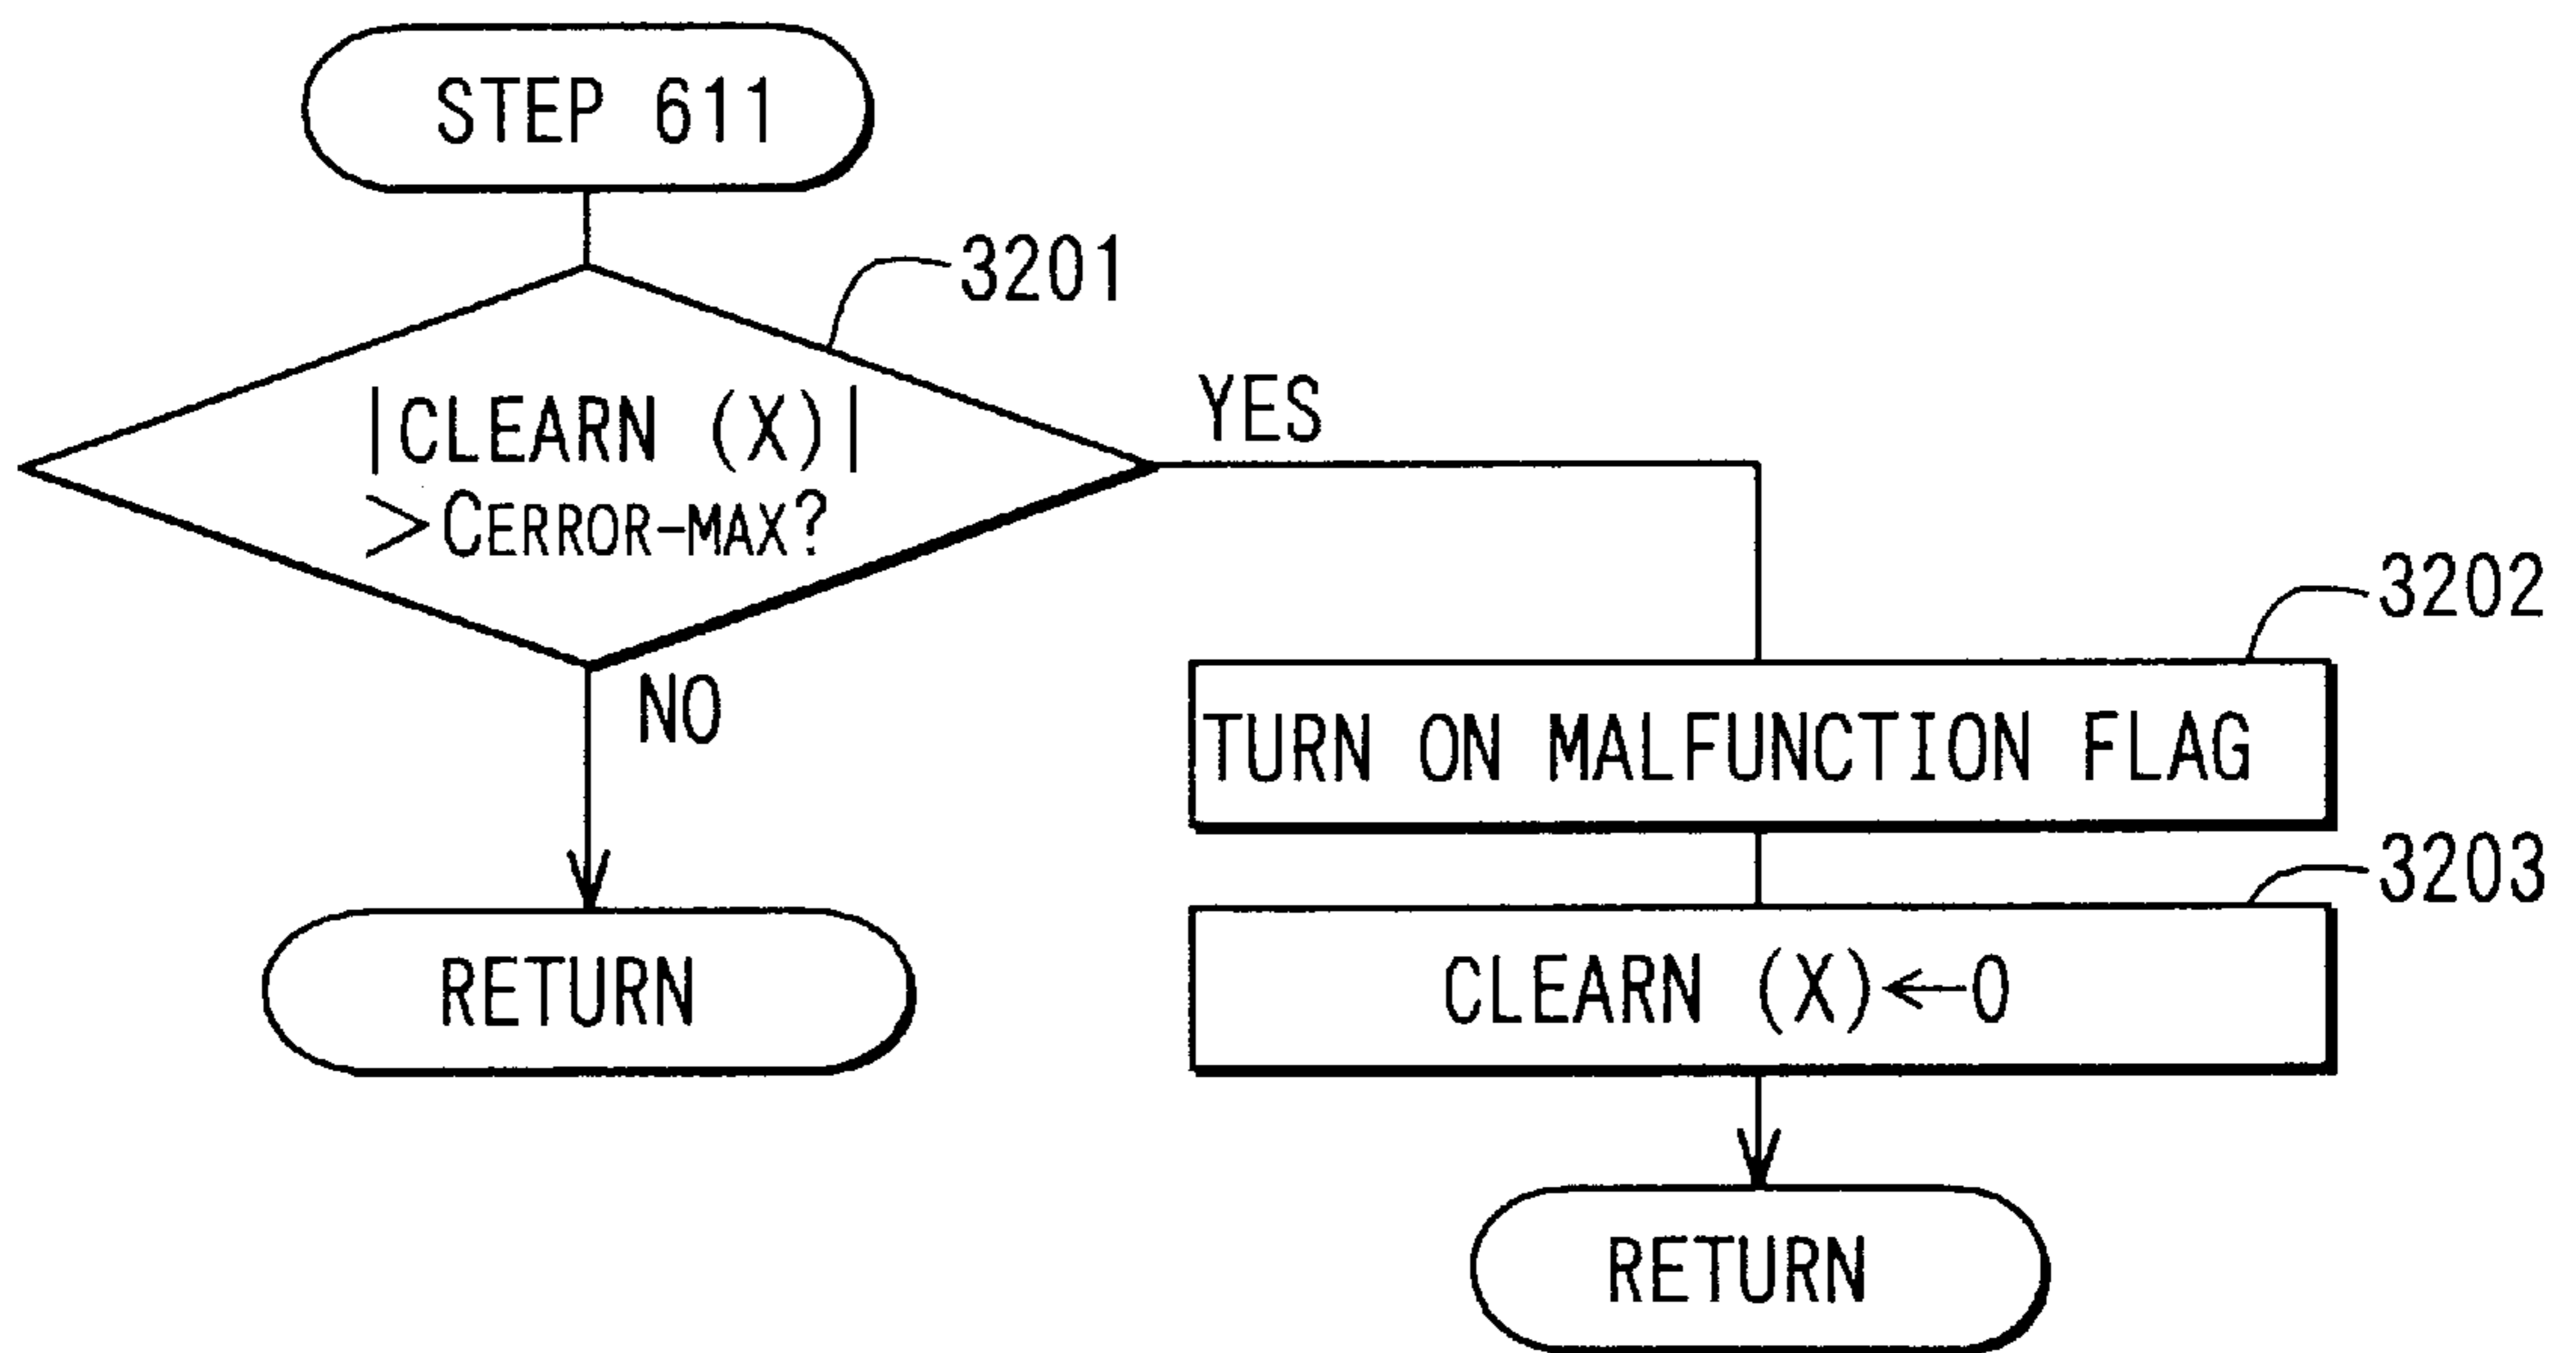 STEP 611
3201
|CLEARN (X)|
>CERROR-MAX?
YES
NO
3202
TURN ON MALFUNCTION FLAG
3203
CLEARN (X)←0
RETURN
RETURN